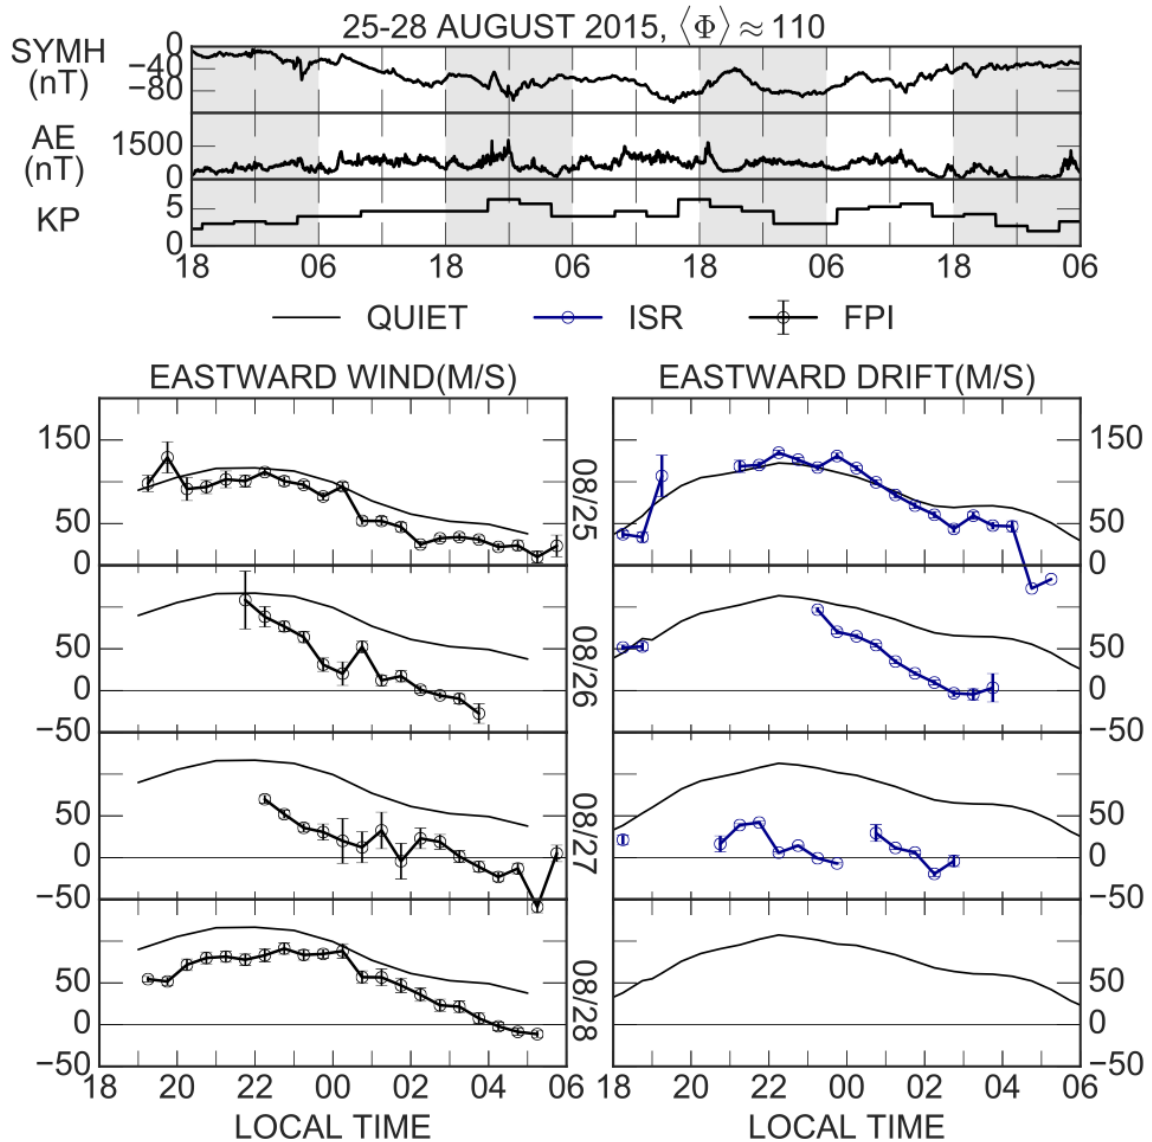 25-28 AUGUST 2015, ⟨Φ⟩ ≈ 110
SYMH
(nT)
0
−40
−80
AE
(nT)
1500
0
KP
5
0
18 06 18 06 18 06 18 06
QUIET ISR FPI
EASTWARD WIND(M/S) EASTWARD DRIFT(M/S)
150 150
50 50
0 0
08/25
50 50
0 0
−50 −50
08/26
50 50
0 0
−50 −50
08/27
50 50
0 0
−50 −50
08/28
18 20 22 00 02 04 06 18 20 22 00 02 04 06
LOCAL TIME LOCAL TIME